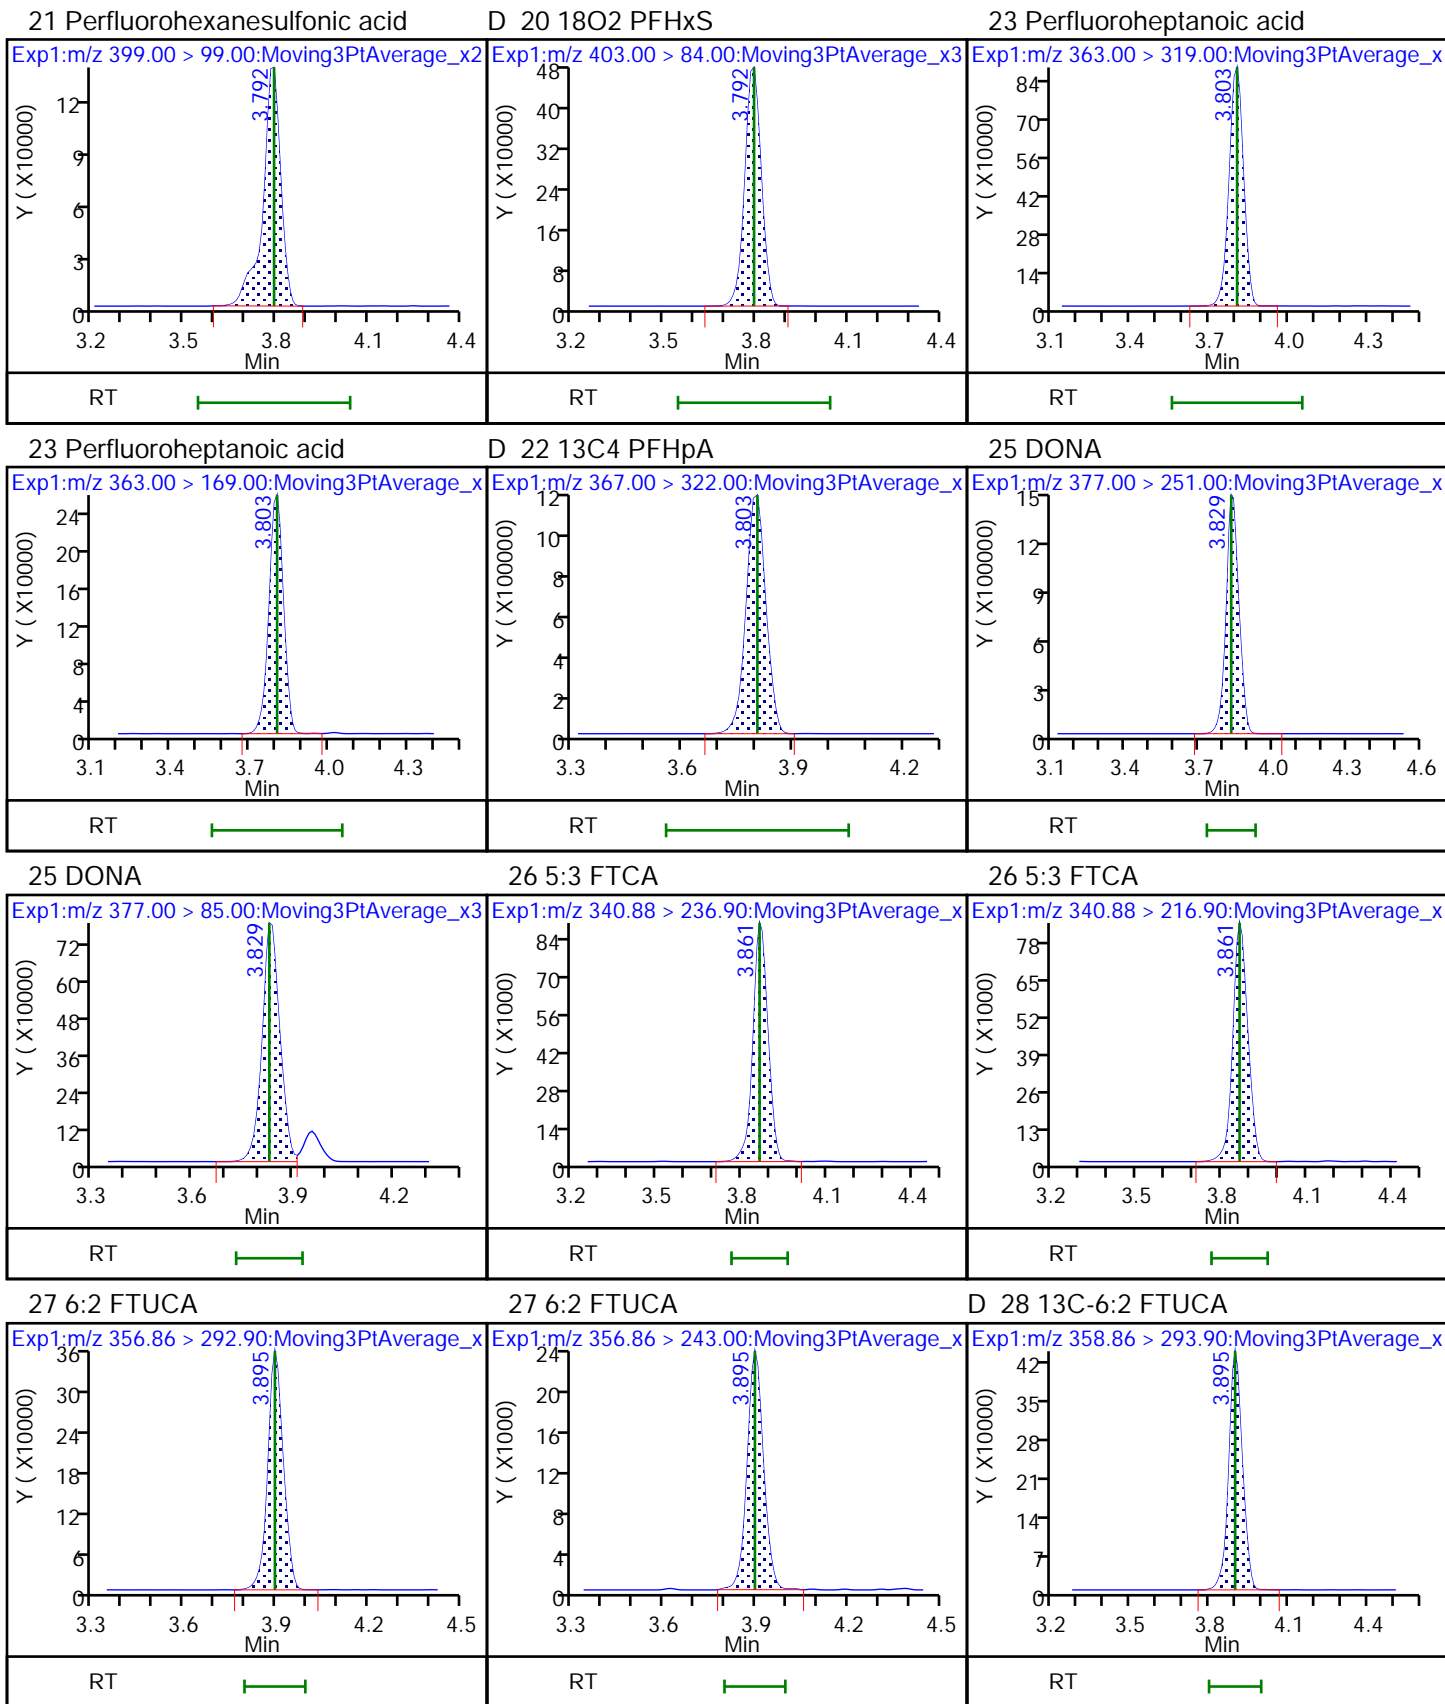 21 Perfluorohexanesulfonic acid
Exp1:m/z 399.00 > 99.00:Moving3PtAverage_x2
3.792
Y ( X10000)
12
9
6
3
0
3.2 3.5 3.8 4.1 4.4
Min
RT
D 20 18O2 PFHxS
Exp1:m/z 403.00 > 84.00:Moving3PtAverage_x3
3.792
Y ( X10000)
48
40
32
24
16
8
0
3.2 3.5 3.8 4.1 4.4
Min
RT
23 Perfluoroheptanoic acid
Exp1:m/z 363.00 > 319.00:Moving3PtAverage_x
3.803
Y ( X10000)
84
70
56
42
28
14
0
3.1 3.4 3.7 4.0 4.3
Min
RT
23 Perfluoroheptanoic acid
Exp1:m/z 363.00 > 169.00:Moving3PtAverage_x
3.803
Y ( X10000)
24
20
16
12
8
4
0
3.1 3.4 3.7 4.0 4.3
Min
RT
D 22 13C4 PFHpA
Exp1:m/z 367.00 > 322.00:Moving3PtAverage_x
3.803
Y ( X100000)
12
10
8
6
4
2
0
3.3 3.6 3.9 4.2
Min
RT
25 DONA
Exp1:m/z 377.00 > 251.00:Moving3PtAverage_x
3.829
Y ( X100000)
15
12
9
6
3
0
3.1 3.4 3.7 4.0 4.3 4.6
Min
RT
25 DONA
Exp1:m/z 377.00 > 85.00:Moving3PtAverage_x3
3.829
Y ( X10000)
72
60
48
36
24
12
0
3.3 3.6 3.9 4.2
Min
RT
26 5:3 FTCA
Exp1:m/z 340.88 > 236.90:Moving3PtAverage_x
3.861
Y ( X1000)
84
70
56
42
28
14
0
3.2 3.5 3.8 4.1 4.4
Min
RT
26 5:3 FTCA
Exp1:m/z 340.88 > 216.90:Moving3PtAverage_x
3.861
Y ( X1000)
78
65
52
39
26
13
0
3.2 3.5 3.8 4.1 4.4
Min
RT
27 6:2 FTUCA
Exp1:m/z 356.86 > 292.90:Moving3PtAverage_x
3.895
Y ( X10000)
36
30
24
18
12
6
0
3.3 3.6 3.9 4.2 4.5
Min
RT
27 6:2 FTUCA
Exp1:m/z 356.86 > 243.00:Moving3PtAverage_x
3.895
Y ( X1000)
24
20
16
12
8
4
0
3.3 3.6 3.9 4.2 4.5
Min
RT
D 28 13C-6:2 FTUCA
Exp1:m/z 358.86 > 293.90:Moving3PtAverage_x
3.895
Y ( X10000)
42
35
28
21
14
7
0
3.2 3.5 3.8 4.1 4.4
Min
RT